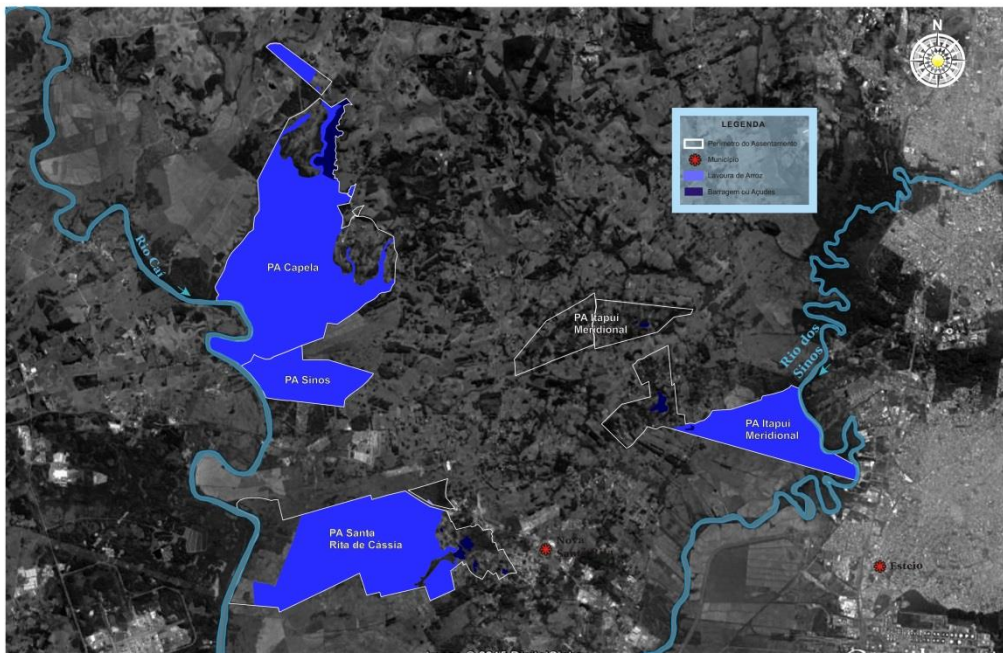 N
LEGENDA
Perímetro do Assentamento
Município
Lavoura de Arroz
Barragem ou Açudes
Rio Caí
PA Capela
PA Itapuí
Meridional
Rio dos
Sinos
PA Sinos
PA Itapuí
Meridional
PA Santa
Rita de Cássia
Nova
Esteio